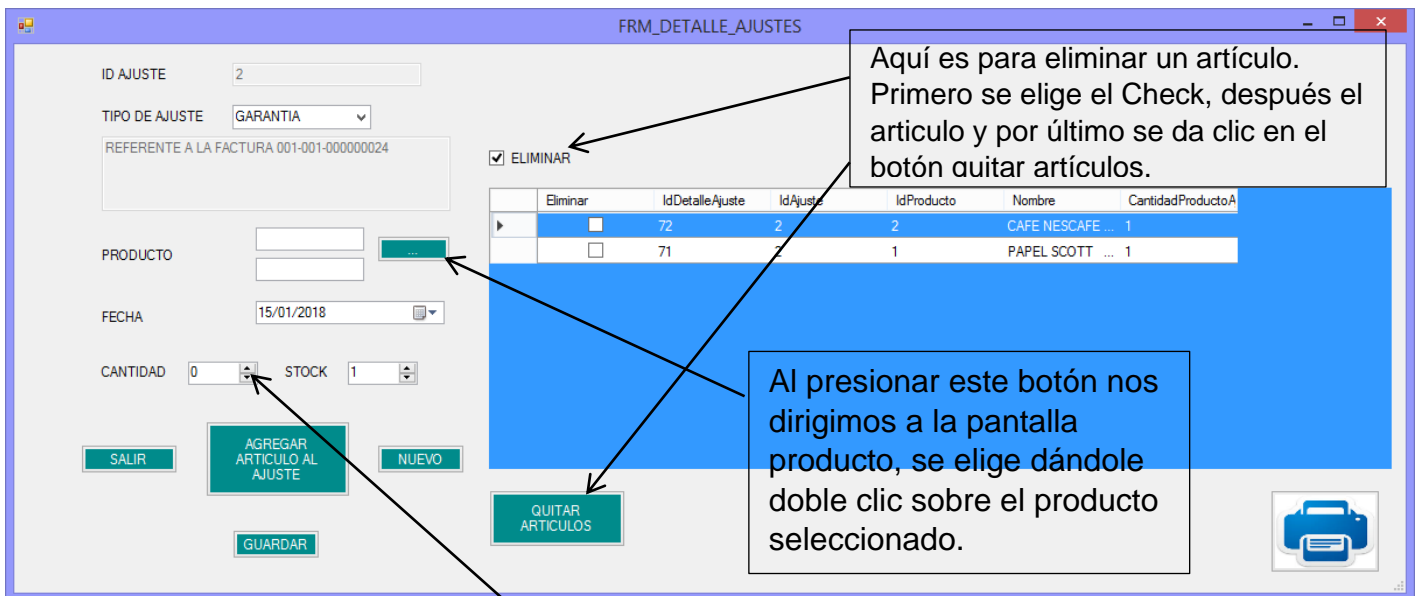 FRM_DETALLE_AJUSTES
ID AJUSTE 2
TIPO DE AJUSTE GARANTIA
REFERENTE A LA FACTURA 001-001-000000024
PRODUCTO ...
FECHA 15/01/2018
CANTIDAD 0 STOCK 1
SALIR
AGREGAR
ARTICULO AL
AJUSTE
NUEVO
GUARDAR
Aquí es para eliminar un artículo.
Primero se elige el Check, después el
articulo y por último se da clic en el
botón quitar artículos.
ELIMINAR
Eliminar IdDetalleAjuste IdAjuste IdProducto Nombre CantidadProductoA
72 2 2 CAFE NESCAFE ... 1
71 2 1 PAPEL SCOTT ... 1
Al presionar este botón nos
dirigimos a la pantalla
producto, se elige dándole
doble clic sobre el producto
seleccionado.
QUITAR
ARTICULOS